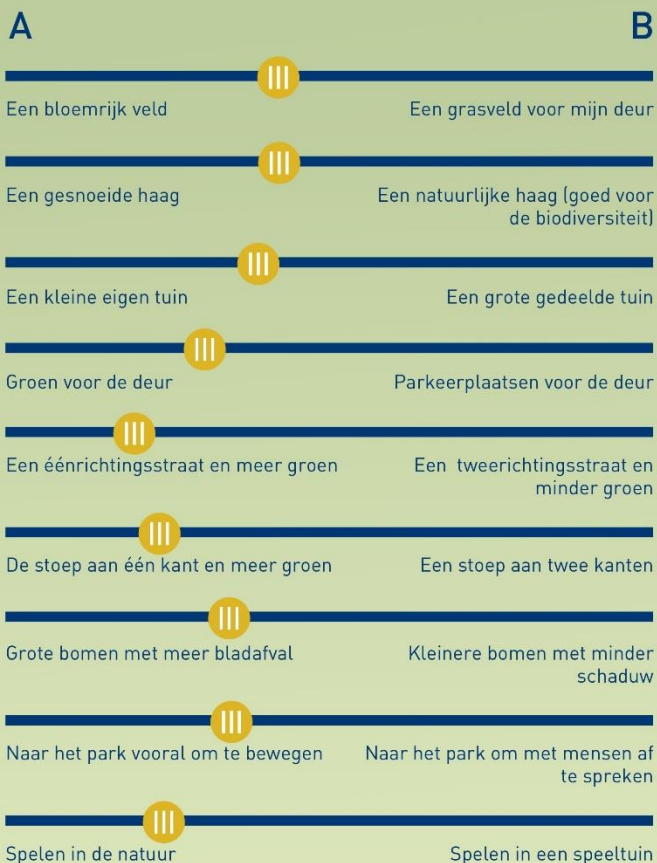 A B
Een bloemrijk veld Een grasveld voor mijn deur
Een gesnoeide haag Een natuurlijke haag (goed voor
de biodiversiteit)
Een kleine eigen tuin Een grote gedeelde tuin
Groen voor de deur Parkeerplaatsen voor de deur
Een éénrichtingsstraat en meer groen Een tweerichtingsstraat en
minder groen
De stoep aan één kant en meer groen Een stoep aan twee kanten
Grote bomen met meer bladafval Kleinere bomen met minder
schaduw
Naar het park vooral om te bewegen Naar het park om met mensen af
te spreken
Spelen in de natuur Spelen in een speeltuin